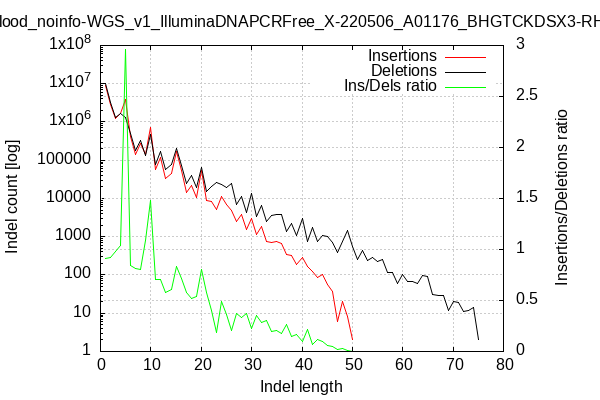 lood_noinfo-WGS_v1_IlluminaDNAPCRFree_X-220506_A01176_BHGTCKDSX3-RH
Insertions
Deletions
Ins/Dels ratio
1x10^8
1x10^7
1x10^6
100000
10000
1000
100
10
1
3
2.5
2
1.5
1
0.5
0
Indel count [log]
Insertions/Deletions ratio
0 10 20 30 40 50 60 70 80
Indel length